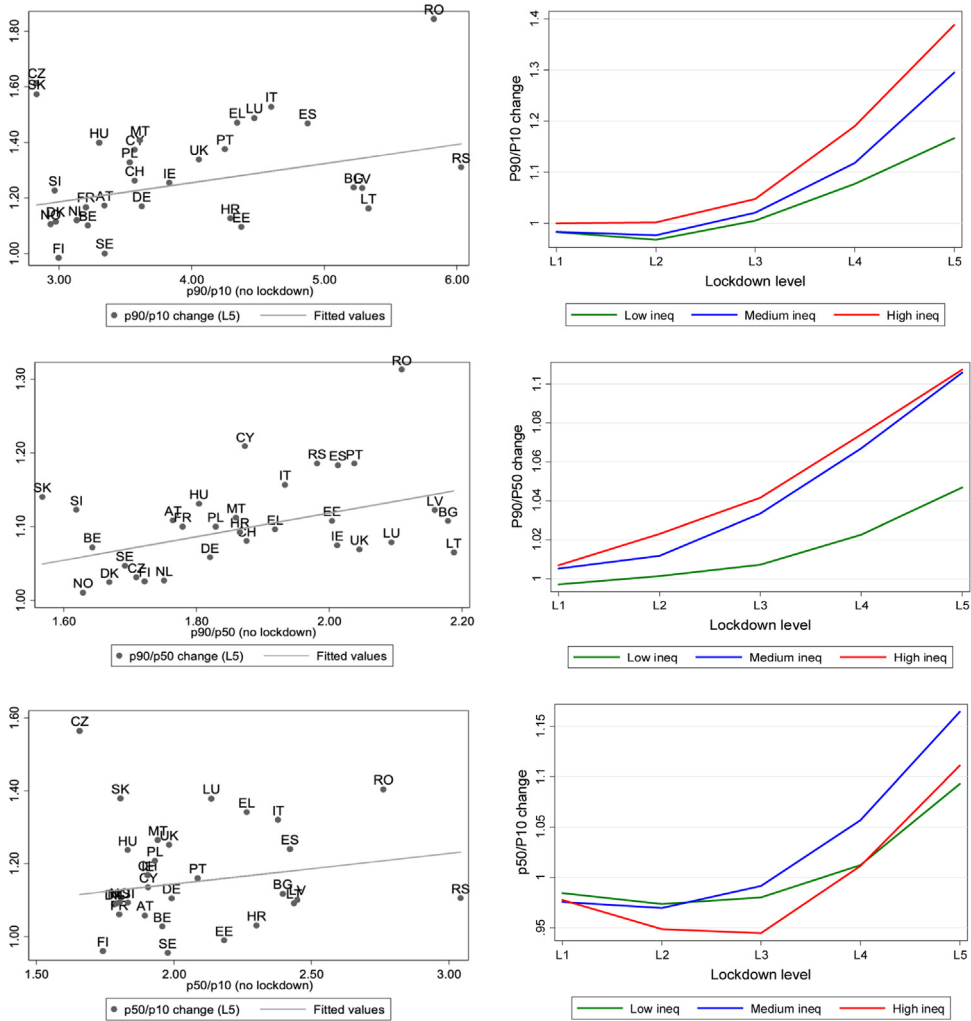 1.80
1.60
1.40
1.20
1.00
RO
CZ
SK
IT
LU
EL
ES
MT
HU
CY
PT
PL
UK
CH
IE
RS
SI
BG LV
FR AT
DE
LT
DK
NO
NL
BE
HR
EE
FI
SE
3.00 4.00 5.00 6.00
p90/p10 (no lockdown)
p90/p10 change (L5) Fitted values
P90/P10 change
1.4
1.3
1.2
1.1
1
L1 L2 L3 L4 L5
Lockdown level
Low ineq Medium ineq High ineq
1.30
1.20
1.10
1.00
RO
CY
RS ES PT
IT
SK
SI
HU
LV
MT
EE
BG
AT
FR
PL
HR
EL
CH
BE
DE
IE
UK
LU
LT
SE
DK
CZ
FI
NL
NO
1.60 1.80 2.00 2.20
p90/p50 (no lockdown)
p90/p50 change (L5) Fitted values
P90/P50 change
1.1
1.08
1.06
1.04
1.02
1
L1 L2 L3 L4 L5
Lockdown level
Low ineq Medium ineq High ineq
1.60
1.40
1.20
1.00
CZ
RO
SK
LU
EL
IT
MT
UK
HU
ES
PL
PT
CY
DE
BG
LV
LT
RS
FR
AT
BE
HR
EE
FI
SE
1.50 2.00 2.50 3.00
p50/p10 (no lockdown)
p50/p10 change (L5) Fitted values
p50/P10 change
1.15
1.1
1.05
1
.95
L1 L2 L3 L4 L5
Lockdown level
Low ineq Medium ineq High ineq